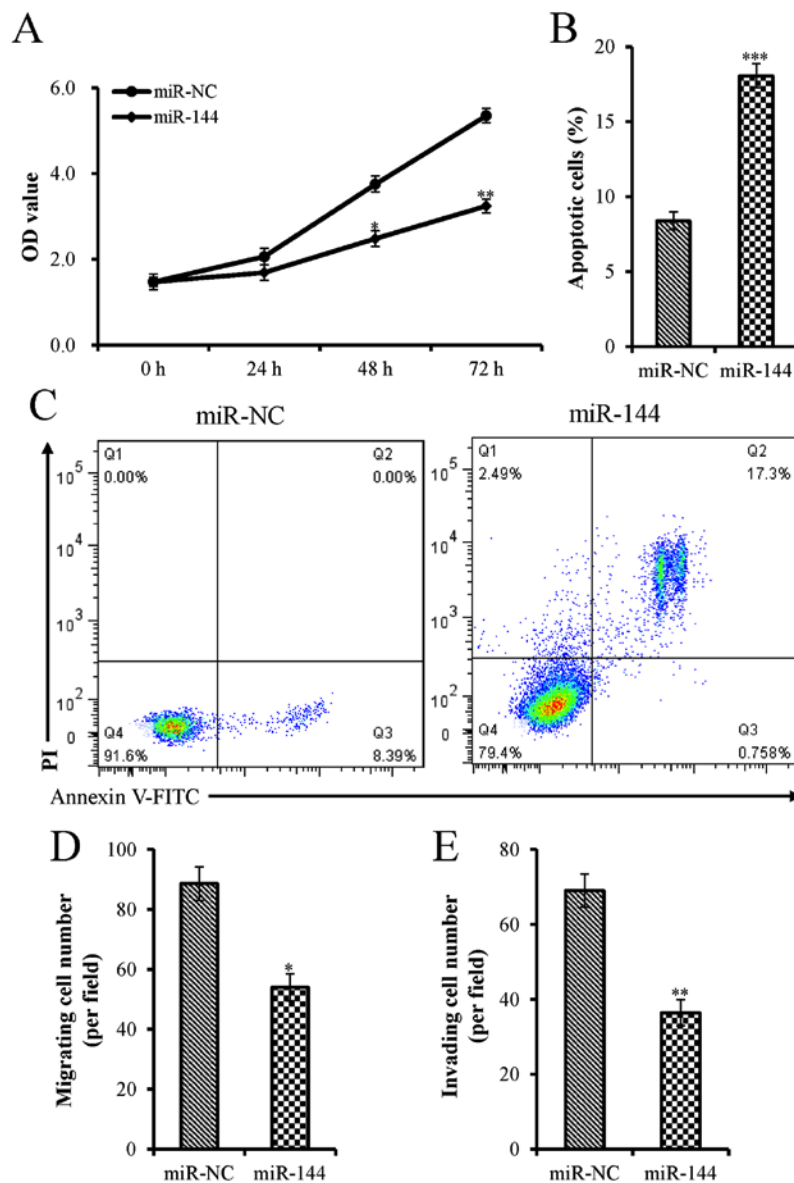 A
OD value
6.0
4.0
2.0
0.0
miR-NC
miR-144
*
**
0 h 24 h 48 h 72 h
B
Apoptotic cells (%)
20
18
15
13
10
8
5
3
0
***
miR-NC miR-144
C
miR-NC
PI
10^5
10^4
10^3
10^2
0
Q1
0.00%
Q2
0.00%
Q4
91.6%
Q3
8.39%
miR-144
10^5
10^4
10^3
10^2
0
Q1
2.49%
Q2
17.3%
Q4
79.4%
Q3
0.758%
Annexin V-FITC
D
Migrating cell number
(per field)
100
80
60
40
20
0
*
miR-NC miR-144
E
Invading cell number
(per field)
80
60
40
20
0
**
miR-NC miR-144